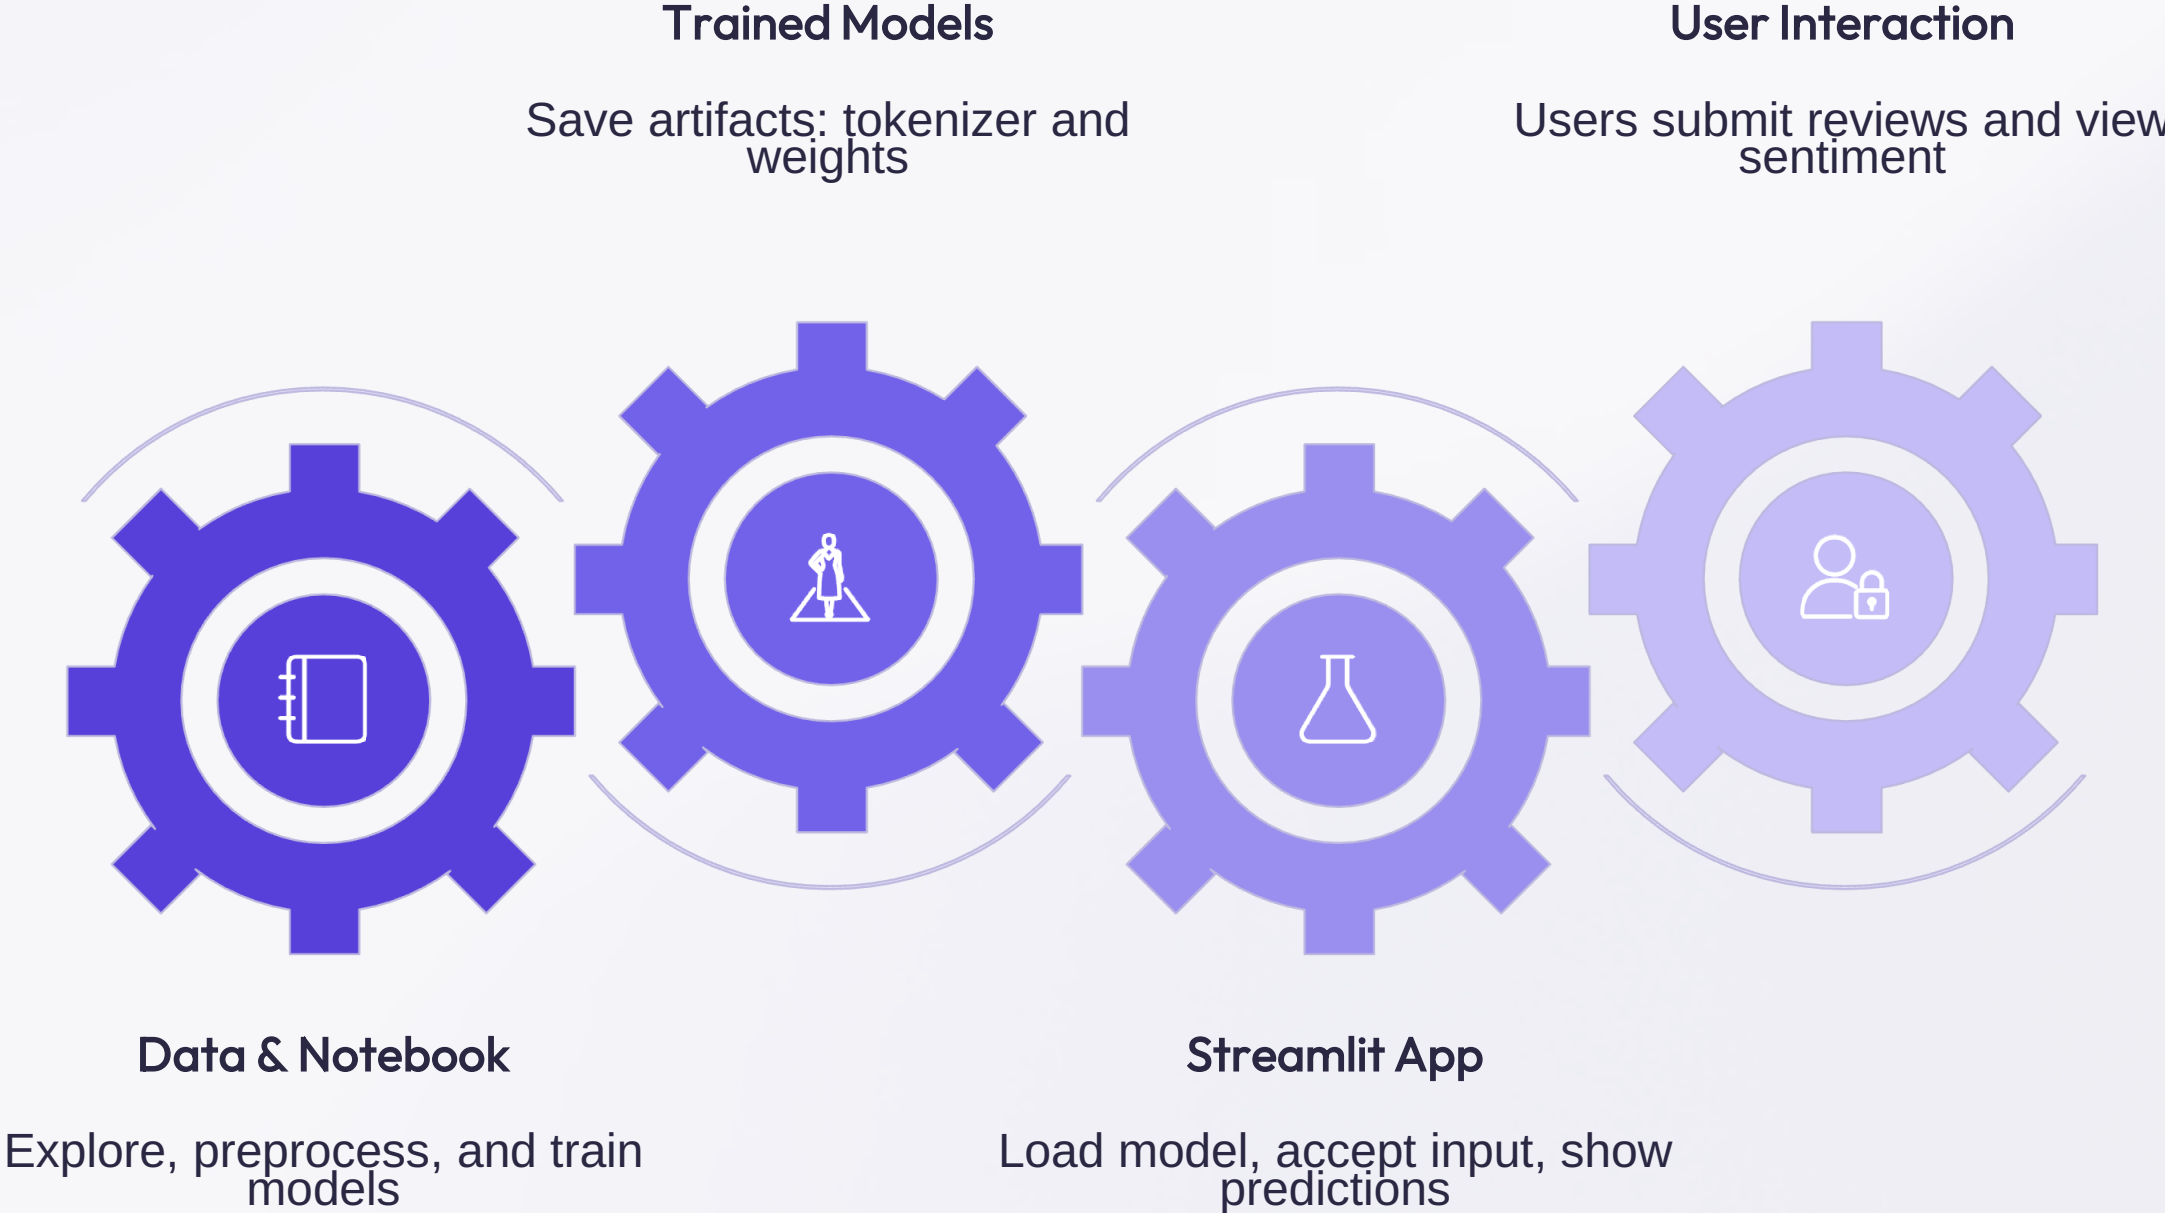 Trained Models
Save artifacts: tokenizer and
weights
User Interaction
Users submit reviews and view
sentiment
Data & Notebook
Explore, preprocess, and train
models
Streamlit App
Load model, accept input, show
predictions